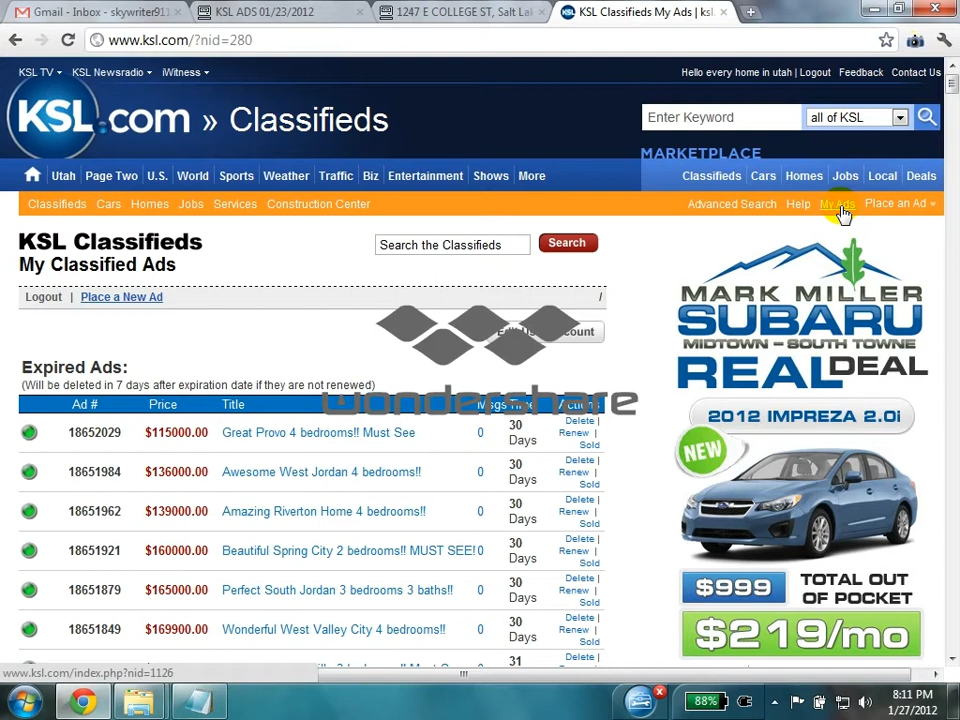 Gmail - Inbox - skywriter911
KSL ADS 01/23/2012
1247 E COLLEGE ST, Salt Lak
KSL Classifieds My Ads | ksl.
www.ksl.com/?nid=280
KSL TV KSL Newsradio iWitness
Hello every home in utah | Logout Feedback Contact Us
KSL.com » Classifieds
Enter Keyword all of KSL
MARKETPLACE
Utah Page Two U.S. World Sports Weather Traffic Biz Entertainment Shows More
Classifieds Cars Homes Jobs Local Deals
Classifieds Cars Homes Jobs Services Construction Center
Advanced Search Help My Ads Place an Ad »
KSL Classifieds
My Classified Ads
Search the Classifieds Search
Logout | Place a New Ad /
wondershare
Expired Ads:
(Will be deleted in 7 days after expiration date if they are not renewed)
Ad # Price Title Msgs Time Actions
18652029 $115000.00 Great Provo 4 bedrooms!! Must See 0 30 Days Delete | Renew | Sold
18651984 $136000.00 Awesome West Jordan 4 bedrooms!! 0 30 Days Delete | Renew | Sold
18651962 $139000.00 Amazing Riverton Home 4 bedrooms!! 0 30 Days Delete | Renew | Sold
18651921 $160000.00 Beautiful Spring City 2 bedrooms!! MUST SEE! 0 30 Days Delete | Renew | Sold
18651879 $165000.00 Perfect South Jordan 3 bedrooms 3 baths!! 0 30 Days Delete | Renew | Sold
18651849 $169900.00 Wonderful West Valley City 4 bedrooms!! 0 30 Days Delete | Renew | Sold
31 Delete |
MARK MILLER
SUBARU
MIDTOWN - SOUTH TOWNE
REAL DEAL
2012 IMPREZA 2.0i
NEW
$999 TOTAL OUT OF POCKET
$219/mo
www.ksl.com/index.php?nid=1126
88%
8:11 PM
1/27/2012